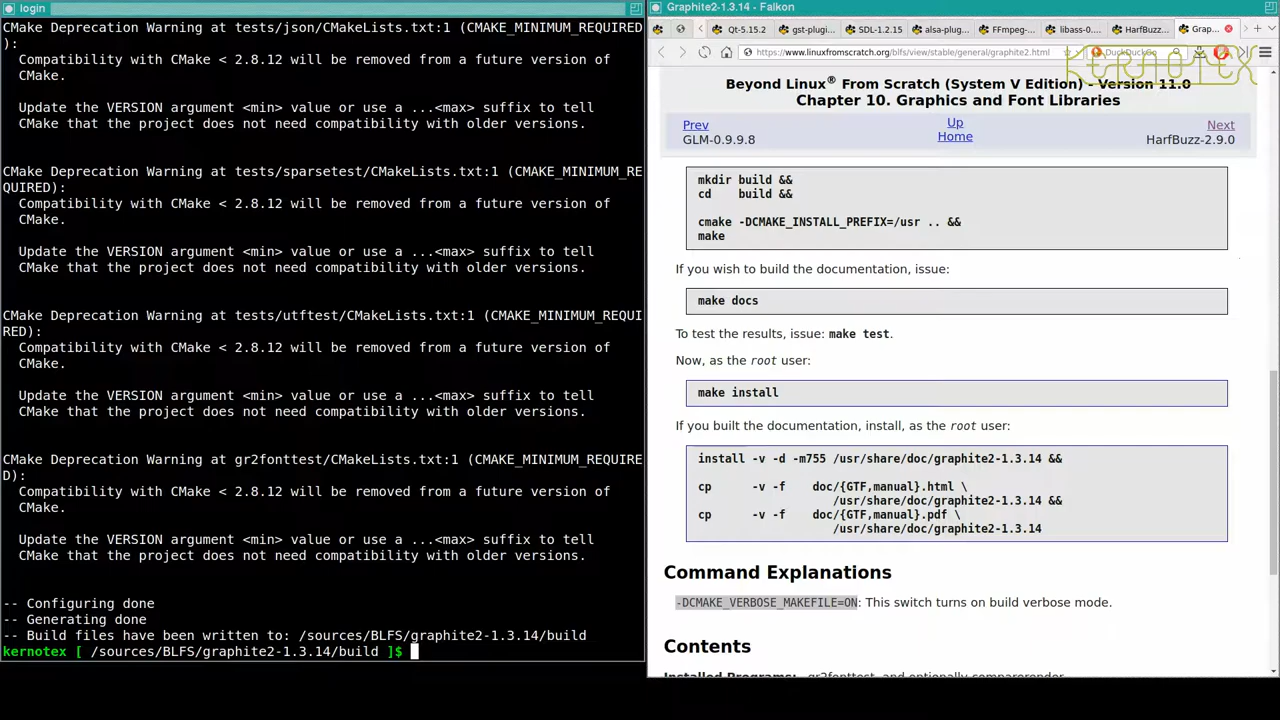 login
CMake Deprecation Warning at tests/json/CMakeLists.txt:1 (CMAKE_MINIMUM_REQUIRED
):
Compatibility with CMake < 2.8.12 will be removed from a future version of
CMake.
Update the VERSION argument <min> value or use a ...<max> suffix to tell
CMake that the project does not need compatibility with older versions.
CMake Deprecation Warning at tests/sparsetest/CMakeLists.txt:1 (CMAKE_MINIMUM_RE
QUIRED):
Compatibility with CMake < 2.8.12 will be removed from a future version of
CMake.
Update the VERSION argument <min> value or use a ...<max> suffix to tell
CMake that the project does not need compatibility with older versions.
CMake Deprecation Warning at tests/utftest/CMakeLists.txt:1 (CMAKE_MINIMUM_REQUI
RED):
Compatibility with CMake < 2.8.12 will be removed from a future version of
CMake.
Update the VERSION argument <min> value or use a ...<max> suffix to tell
CMake that the project does not need compatibility with older versions.
CMake Deprecation Warning at gr2fonttest/CMakeLists.txt:1 (CMAKE_MINIMUM_REQUIRE
D):
Compatibility with CMake < 2.8.12 will be removed from a future version of
CMake.
Update the VERSION argument <min> value or use a ...<max> suffix to tell
CMake that the project does not need compatibility with older versions.
-- Configuring done
-- Generating done
-- Build files have been written to: /sources/BLFS/graphite2-1.3.14/build
kernotex [ /sources/BLFS/graphite2-1.3.14/build ]$
Graphite2-1.3.14 - Falkon
Qt-5.15.2 gst-plugi... SDL-1.2.15 alsa-plug... FFmpeg-... libass-0.... HarfBuzz... Grap...
https://www.linuxfromscratch.org/blfs/view/stable/general/graphite2.html DuckDuckGo
KERNOTEX
Beyond Linux® From Scratch (System V Edition) - Version 11.0
Chapter 10. Graphics and Font Libraries
Prev Up Next
GLM-0.9.9.8 Home HarfBuzz-2.9.0
mkdir build &&
cd build &&
cmake -DCMAKE_INSTALL_PREFIX=/usr .. &&
make
If you wish to build the documentation, issue:
make docs
To test the results, issue: make test.
Now, as the root user:
make install
If you built the documentation, install, as the root user:
install -v -d -m755 /usr/share/doc/graphite2-1.3.14 &&
cp -v -f doc/{GTF,manual}.html \
/usr/share/doc/graphite2-1.3.14 &&
cp -v -f doc/{GTF,manual}.pdf \
/usr/share/doc/graphite2-1.3.14
Command Explanations
-DCMAKE_VERBOSE_MAKEFILE=ON: This switch turns on build verbose mode.
Contents
Installed Programs: gr2fonttest, and optionally comparerender